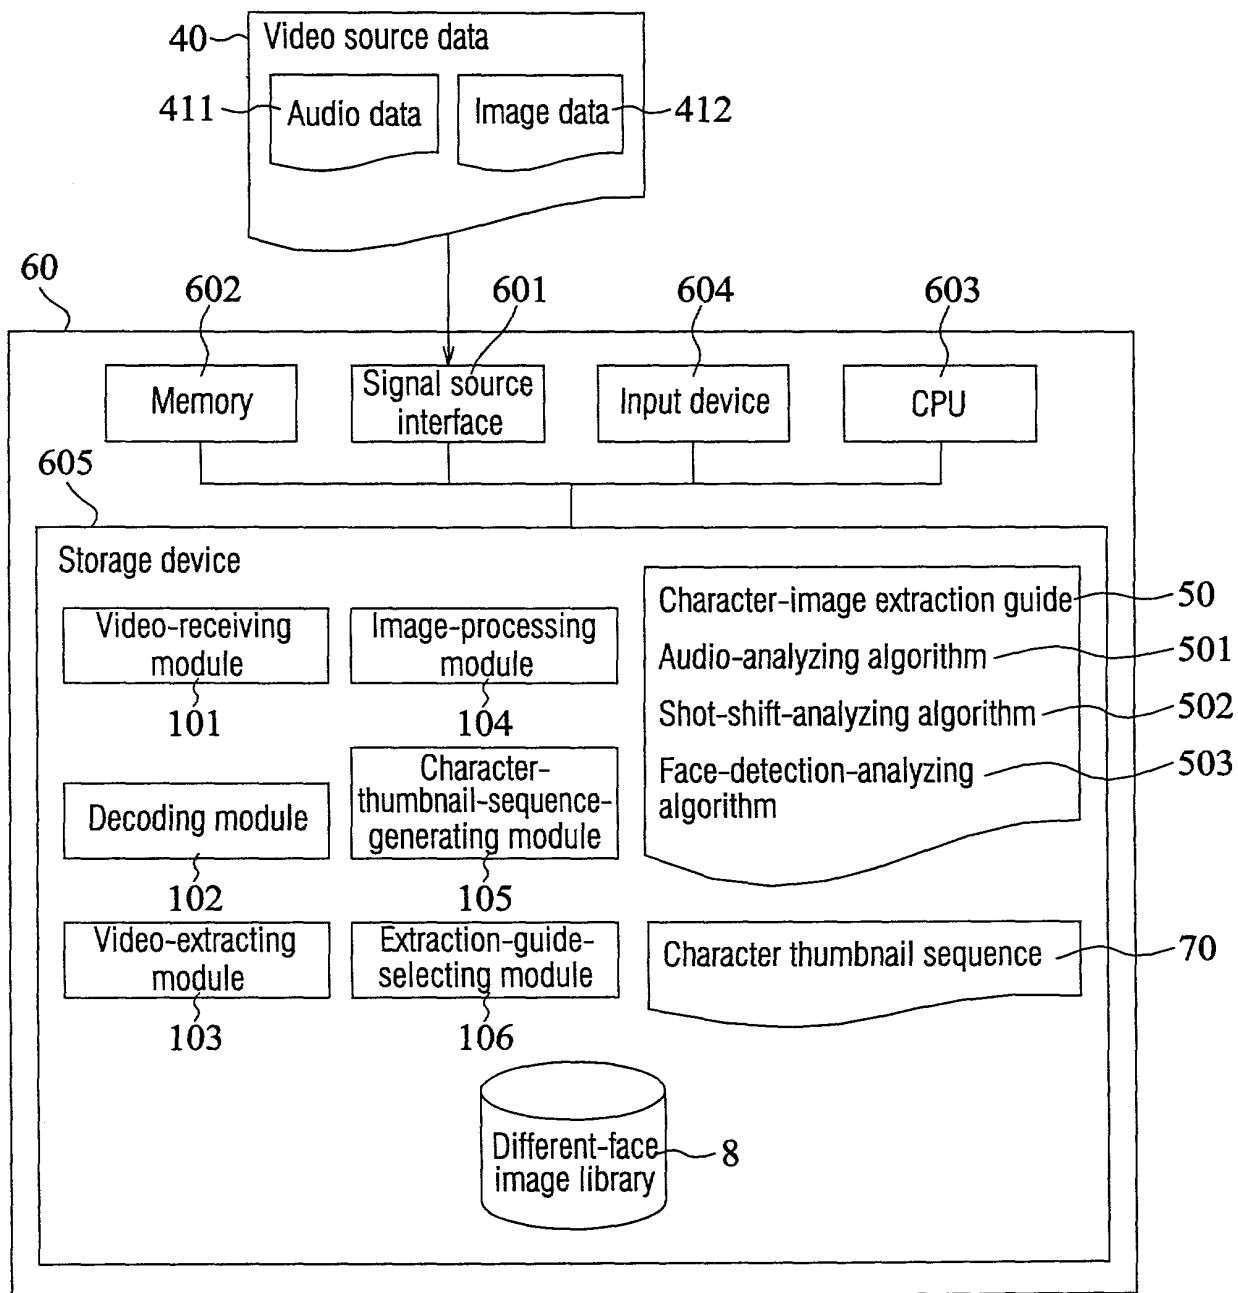 40
Video source data
411
Audio data
Image data
412
60
602
601
604
603
Memory
Signal source
interface
Input device
CPU
605
Storage device
Video-receiving
module
101
Image-processing
module
104
Decoding module
102
Character-
thumbnail-sequence-
generating module
105
Video-extracting
module
103
Extraction-guide-
selecting module
106
Character-image extraction guide
50
Audio-analyzing algorithm
501
Shot-shift-analyzing algorithm
502
Face-detection-analyzing
algorithm
503
Character thumbnail sequence
70
Different-face
image library
8